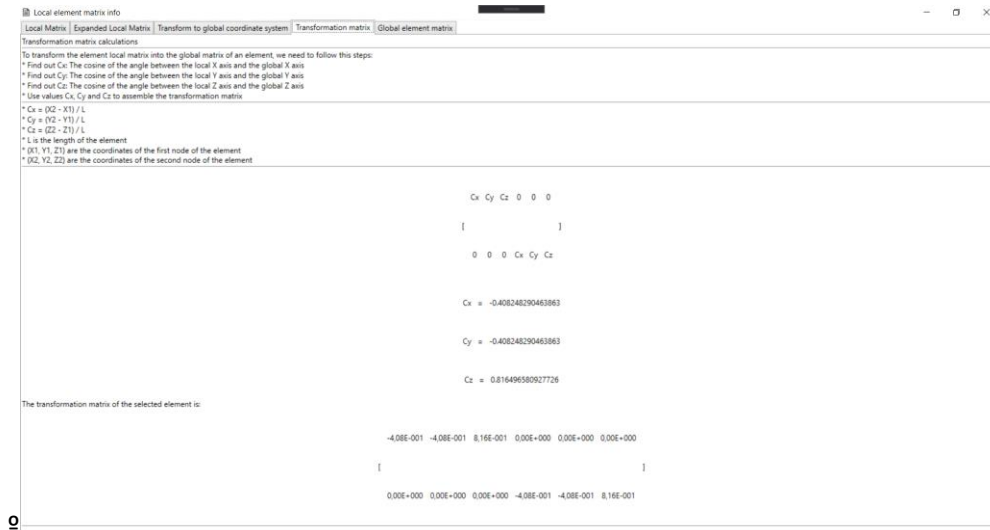 Local element matrix info
Local Matrix Expanded Local Matrix Transform to global coordinate system Transformation matrix Global element matrix
Transformation matrix calculations
To transform the element local matrix into the global matrix of an element, we need to follow this steps:
* Find out Cx: The cosine of the angle between the local X axis and the global X axis
* Find out Cy: The cosine of the angle between the local Y axis and the global Y axis
* Find out Cz: The cosine of the angle between the local Z axis and the global Z axis
* Use values Cx, Cy and Cz to assemble the transformation matrix
* Cx = (X2 - X1) / L
* Cy = (Y2 - Y1) / L
* Cz = (Z2 - Z1) / L
* L is the length of the element
* (X1, Y1, Z1) are the coordinates of the first node of the element
* (X2, Y2, Z2) are the coordinates of the second node of the element
Cx Cy Cz 0 0 0
[ ]
0 0 0 Cx Cy Cz
Cx = -0.408248290463863
Cy = -0.408248290463863
Cz = 0.816496580927726
The transformation matrix of the selected element is:
-4,08E-001 -4,08E-001 8,16E-001 0,00E+000 0,00E+000 0,00E+000
[ ]
0,00E+000 0,00E+000 0,00E+000 -4,08E-001 -4,08E-001 8,16E-001
o